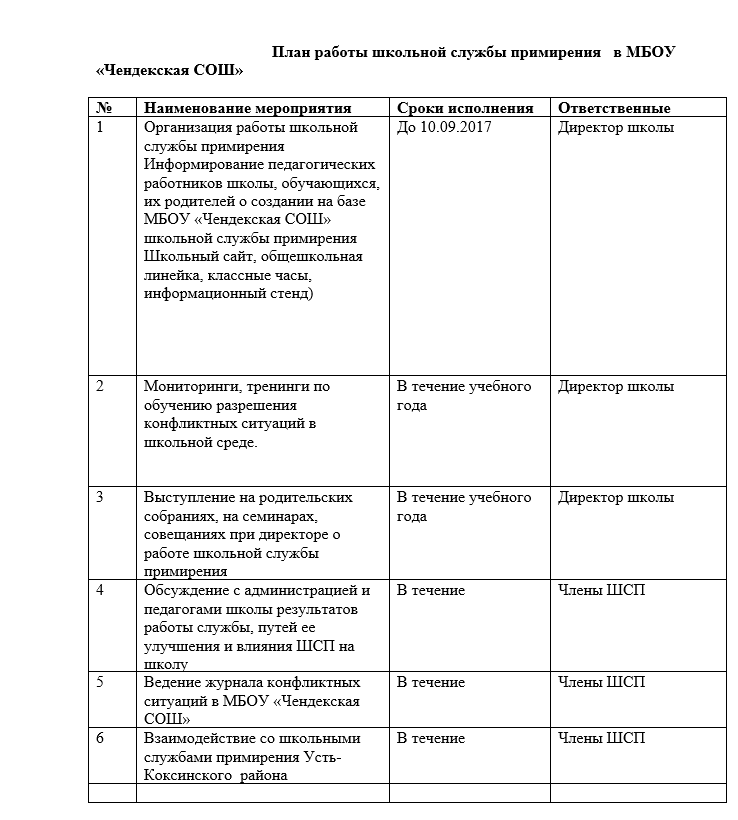 План работы школьной службы примирения в МБОУ
«Чендекская СОШ»
№ Наименование мероприятия Сроки исполнения Ответственные
1 Организация работы школьной До 10.09.2017 Директор школы
службы примирения
Информирование педагогических
работников школы, обучающихся,
их родителей о создании на базе
МБОУ «Чендекская СОШ»
школьной службы примирения
Школьный сайт, общешкольная
линейка, классные часы,
информационный стенд)
2 Мониторинги, тренинги по В течение учебного Директор школы
обучению разрешения года
конфликтных ситуаций в
школьной среде.
3 Выступление на родительских В течение учебного Директор школы
собраниях, на семинарах, года
совещаниях при директоре о
работе школьной службы
примирения
4 Обсуждение с администрацией и В течение Члены ШСП
педагогами школы результатов
работы службы, путей ее
улучшения и влияния ШСП на
школу
5 Ведение журнала конфликтных В течение Члены ШСП
ситуаций в МБОУ «Чендекская
СОШ»
6 Взаимодействие со школьными В течение Члены ШСП
службами примирения Усть-
Коксинского района